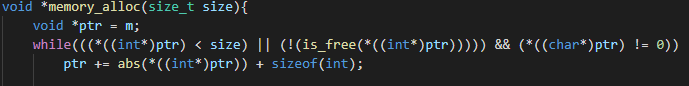 void *memory_alloc(size_t size){
void *ptr = m;
while(((*((int*)ptr) < size) || (!(is_free(*((int*)ptr))))) && (*((char*)ptr) != 0))
ptr += abs(*((int*)ptr)) + sizeof(int);